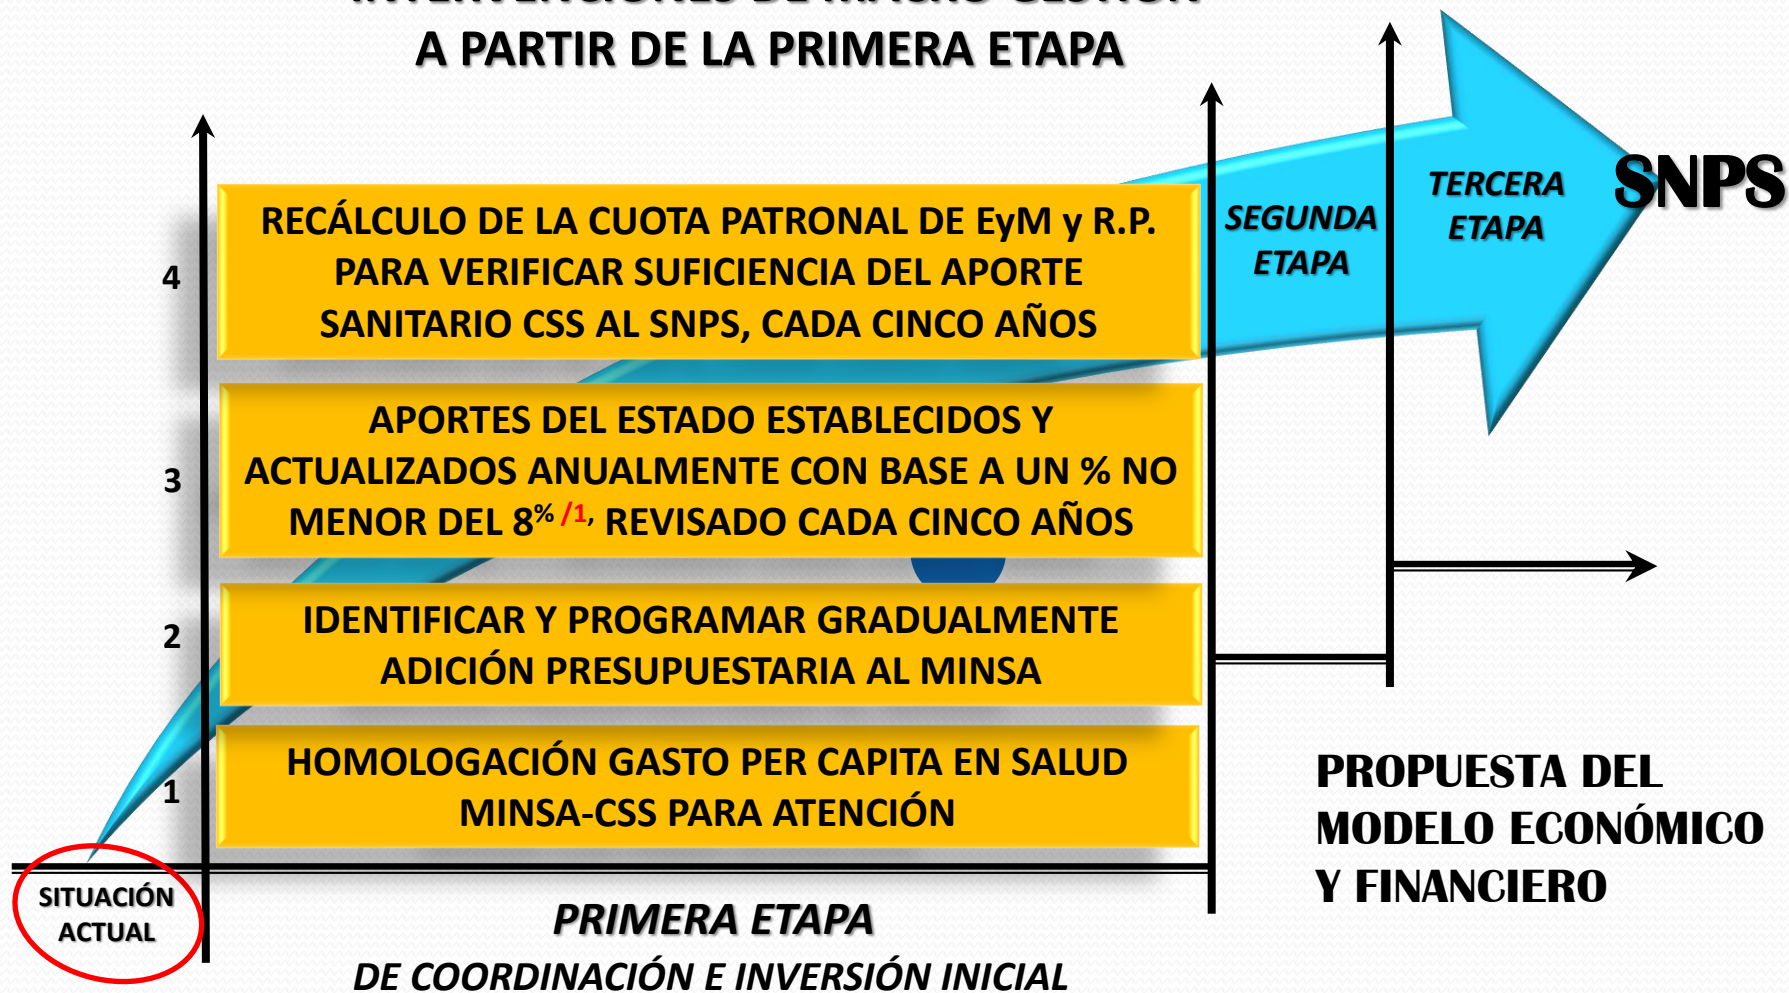 INTERVENCIONES DE MACRO GESTIÓN
A PARTIR DE LA PRIMERA ETAPA
SNPS
TERCERA
ETAPA
SEGUNDA
ETAPA
4
RECÁLCULO DE LA CUOTA PATRONAL DE EyM y R.P.
PARA VERIFICAR SUFICIENCIA DEL APORTE
SANITARIO CSS AL SNPS, CADA CINCO AÑOS
3
APORTES DEL ESTADO ESTABLECIDOS Y
ACTUALIZADOS ANUALMENTE CON BASE A UN % NO
MENOR DEL 8% /1, REVISADO CADA CINCO AÑOS
2
IDENTIFICAR Y PROGRAMAR GRADUALMENTE
ADICIÓN PRESUPUESTARIA AL MINSA
1
HOMOLOGACIÓN GASTO PER CAPITA EN SALUD
MINSA-CSS PARA ATENCIÓN
PROPUESTA DEL
MODELO ECONÓMICO
Y FINANCIERO
SITUACIÓN
ACTUAL
PRIMERA ETAPA
DE COORDINACIÓN E INVERSIÓN INICIAL